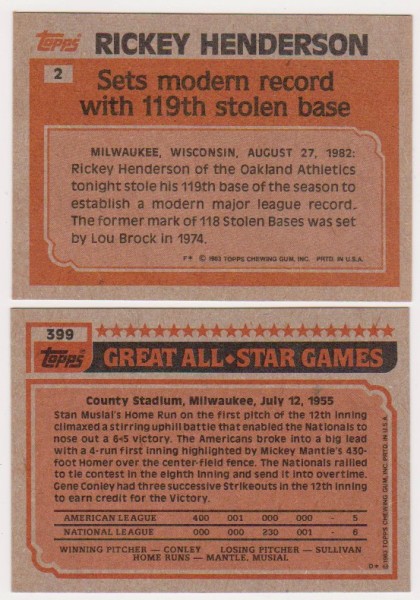 Topps RICKEY HENDERSON
2
Sets modern record
with 119th stolen base
MILWAUKEE, WISCONSIN, AUGUST 27, 1982:
Rickey Henderson of the Oakland Athletics
tonight stole his 119th base of the season to
establish a modern major league record.
The former mark of 118 Stolen Bases was set
by Lou Brock in 1974.
F* © 1983 TOPPS CHEWING GUM, INC. PRTD. IN U.S.A.
399
Topps GREAT ALL★STAR GAMES
County Stadium, Milwaukee, July 12, 1955
Stan Musial's Home Run on the first pitch of the 12th inning
climaxed a stirring uphill battle that enabled the Nationals to
nose out a 6-5 victory. The Americans broke into a big lead
with a 4-run first inning highlighted by Mickey Mantle's 430-
foot Homer over the center-field fence. The Nationals rallied
to tie the contest in the eighth inning and send it into overtime.
Gene Conley had three successive Strikeouts in the 12th inning
to earn credit for the Victory.
AMERICAN LEAGUE 400 001 000 000 - 5
NATIONAL LEAGUE 000 000 230 001 - 6
WINNING PITCHER — CONLEY LOSING PITCHER — SULLIVAN
HOME RUNS — MANTLE, MUSIAL
D* © 1983 TOPPS CHEWING GUM, INC. PRTD. IN U.S.A.